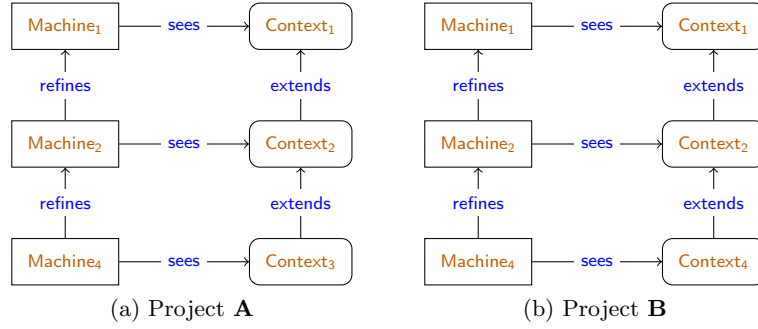 Machine₁ sees Context₁ Machine₁ sees Context₁
refines extends refines extends
Machine₂ sees Context₂ Machine₂ sees Context₂
refines extends refines extends
Machine₄ sees Context₃ Machine₄ sees Context₄
(a) Project A (b) Project B